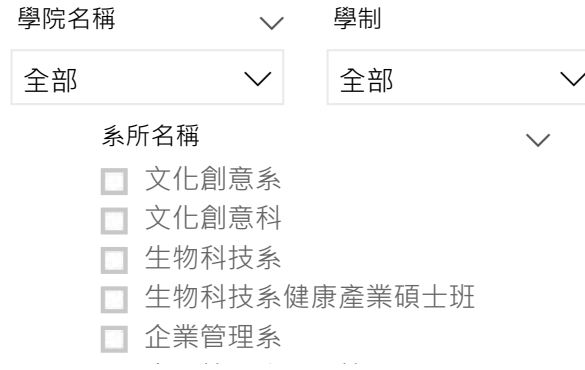 學院名稱
學制
全部
全部
系所名稱
文化創意系
文化創意科
生物科技系
生物科技系健康產業碩士班
企業管理系